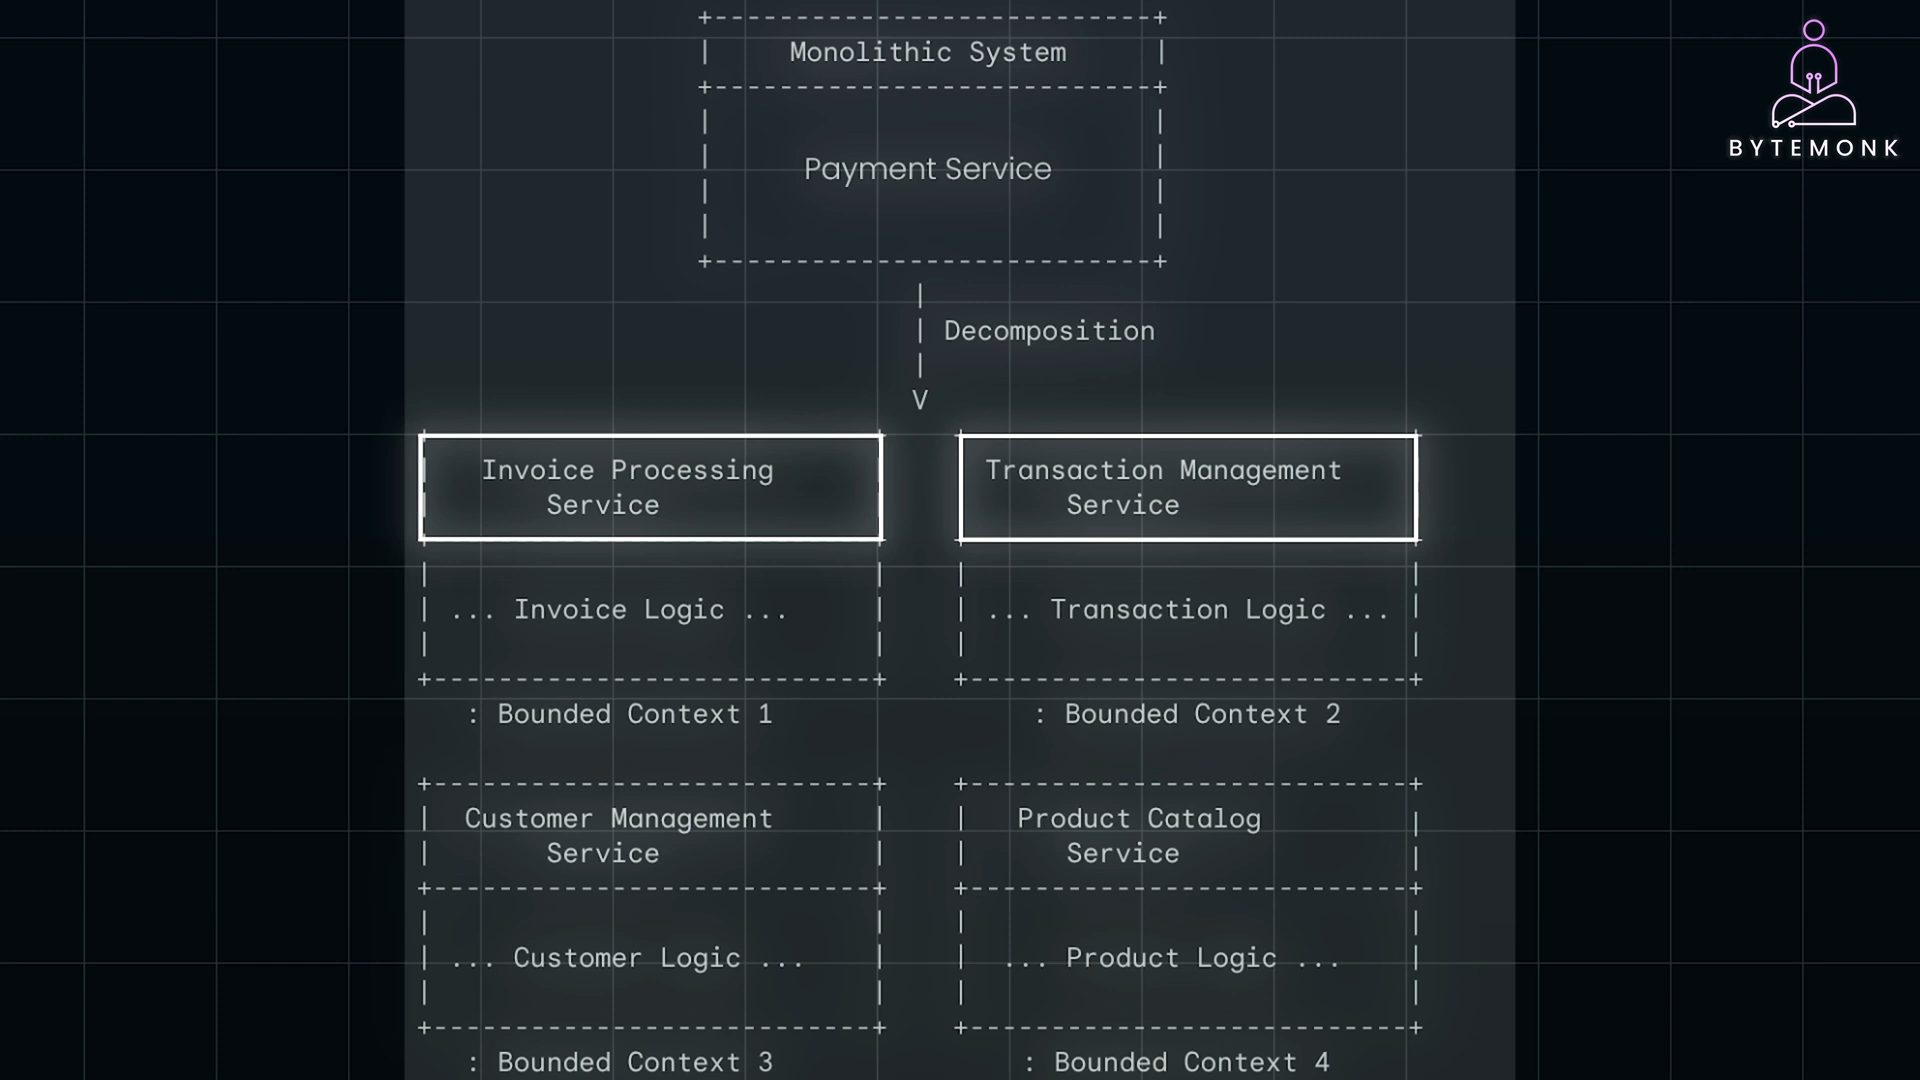 Monolithic System
Payment Service
Decomposition
V
Invoice Processing
Service
Transaction Management
Service
... Invoice Logic ...
... Transaction Logic ...
: Bounded Context 1
: Bounded Context 2
Customer Management
Service
Product Catalog
Service
... Customer Logic ...
... Product Logic ...
: Bounded Context 3
: Bounded Context 4
BYTEMONK